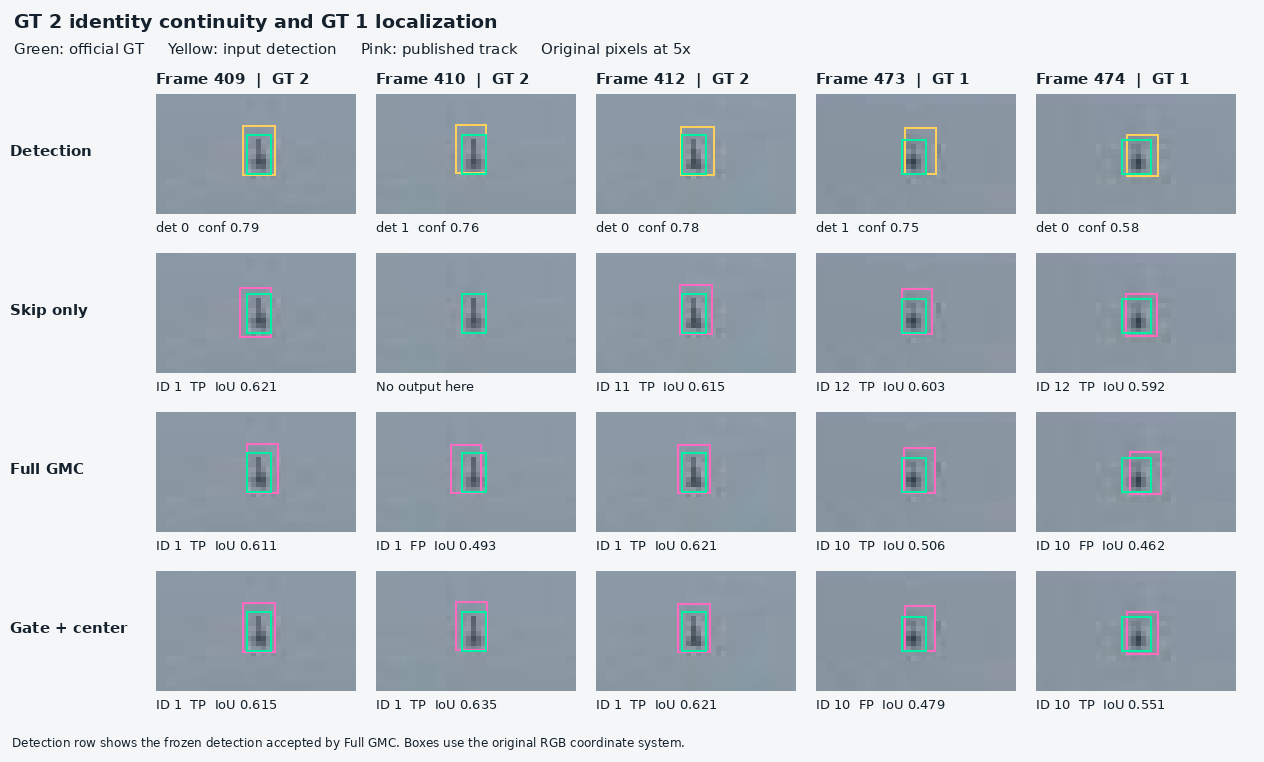 GT 2 identity continuity and GT 1 localization
Green: official GT Yellow: input detection Pink: published track Original pixels at 5x
Frame 409 | GT 2 Frame 410 | GT 2 Frame 412 | GT 2 Frame 473 | GT 1 Frame 474 | GT 1
Detection
det 0 conf 0.79 det 1 conf 0.76 det 0 conf 0.78 det 1 conf 0.75 det 0 conf 0.58
Skip only
ID 1 TP IoU 0.621 No output here ID 11 TP IoU 0.615 ID 12 TP IoU 0.603 ID 12 TP IoU 0.592
Full GMC
ID 1 TP IoU 0.611 ID 1 FP IoU 0.493 ID 1 TP IoU 0.621 ID 10 TP IoU 0.506 ID 10 FP IoU 0.462
Gate + center
ID 1 TP IoU 0.615 ID 1 TP IoU 0.635 ID 1 TP IoU 0.621 ID 10 FP IoU 0.479 ID 10 TP IoU 0.551
Detection row shows the frozen detection accepted by Full GMC. Boxes use the original RGB coordinate system.